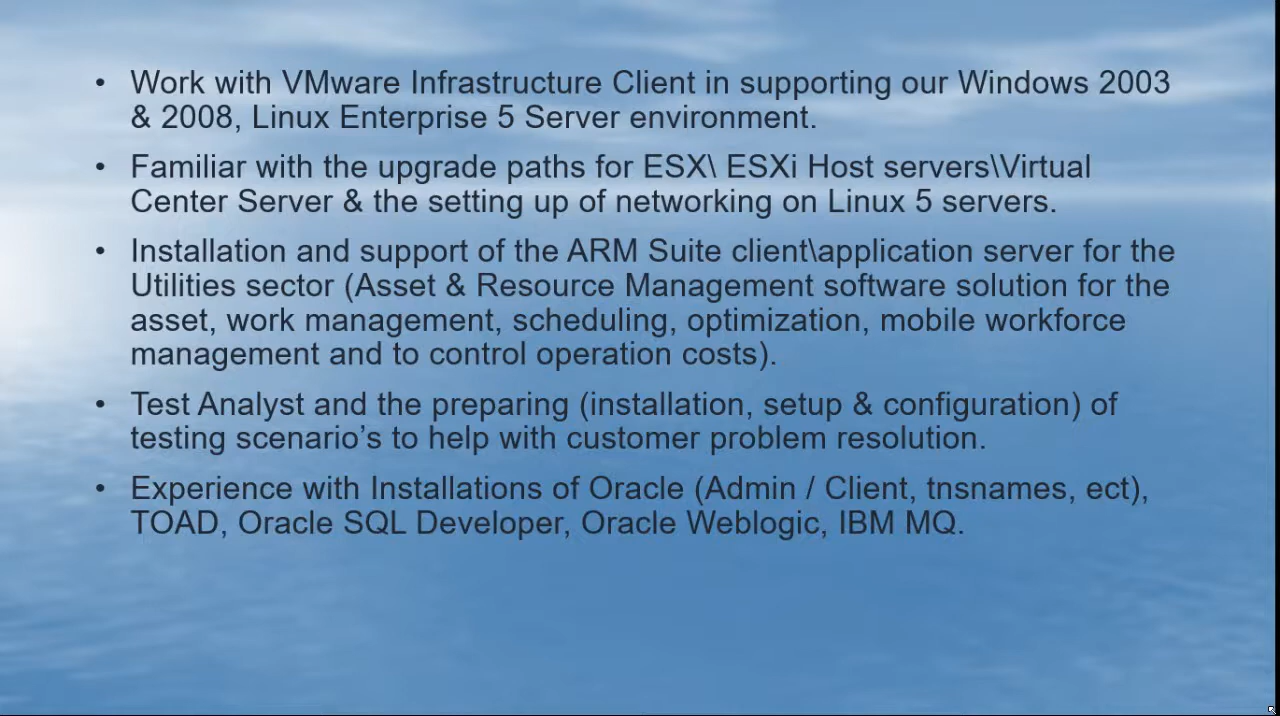 • Work with VMware Infrastructure Client in supporting our Windows 2003
& 2008, Linux Enterprise 5 Server environment.
• Familiar with the upgrade paths for ESX\ ESXi Host servers\Virtual
Center Server & the setting up of networking on Linux 5 servers.
• Installation and support of the ARM Suite client\application server for the
Utilities sector (Asset & Resource Management software solution for the
asset, work management, scheduling, optimization, mobile workforce
management and to control operation costs).
• Test Analyst and the preparing (installation, setup & configuration) of
testing scenario’s to help with customer problem resolution.
• Experience with Installations of Oracle (Admin / Client, tnsnames, ect),
TOAD, Oracle SQL Developer, Oracle Weblogic, IBM MQ.